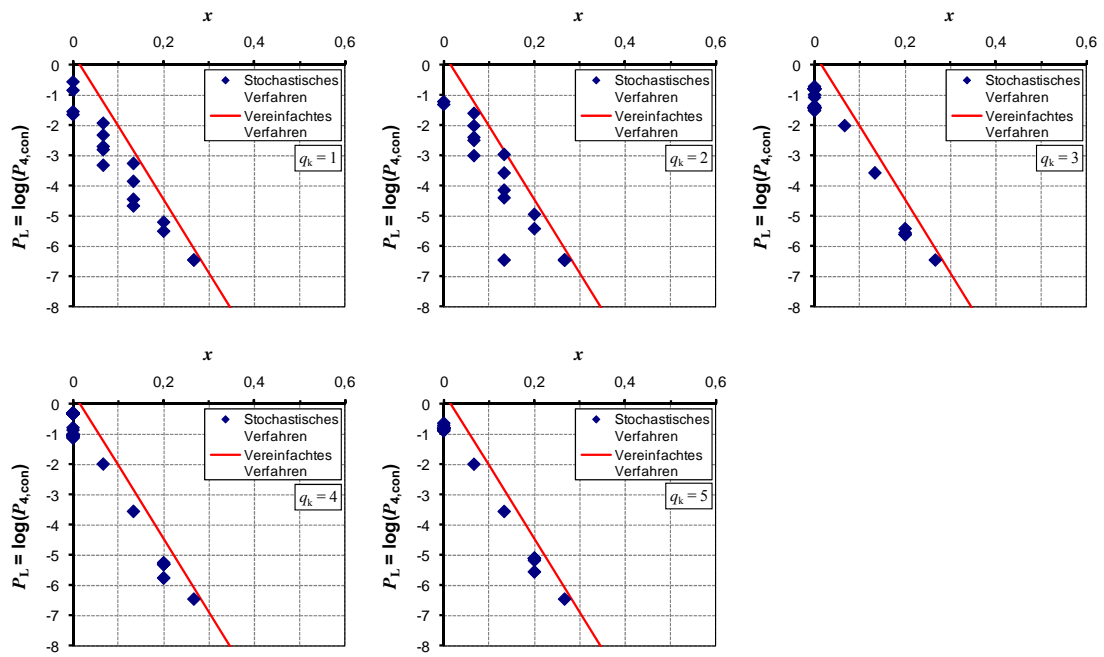 x
0 0,2 0,4 0,6
0
-1
-2
-3
-4
-5
-6
-7
-8
P_L = log(P_4,con)
Stochastisches
Verfahren
Vereinfachtes
Verfahren
q_k = 1
x
0 0,2 0,4 0,6
0
-1
-2
-3
-4
-5
-6
-7
-8
P_L = log(P_4,con)
Stochastisches
Verfahren
Vereinfachtes
Verfahren
q_k = 2
x
0 0,2 0,4 0,6
0
-1
-2
-3
-4
-5
-6
-7
-8
P_L = log(P_4,con)
Stochastisches
Verfahren
Vereinfachtes
Verfahren
q_k = 3
x
0 0,2 0,4 0,6
0
-1
-2
-3
-4
-5
-6
-7
-8
P_L = log(P_4,con)
Stochastisches
Verfahren
Vereinfachtes
Verfahren
q_k = 4
x
0 0,2 0,4 0,6
0
-1
-2
-3
-4
-5
-6
-7
-8
P_L = log(P_4,con)
Stochastisches
Verfahren
Vereinfachtes
Verfahren
q_k = 5